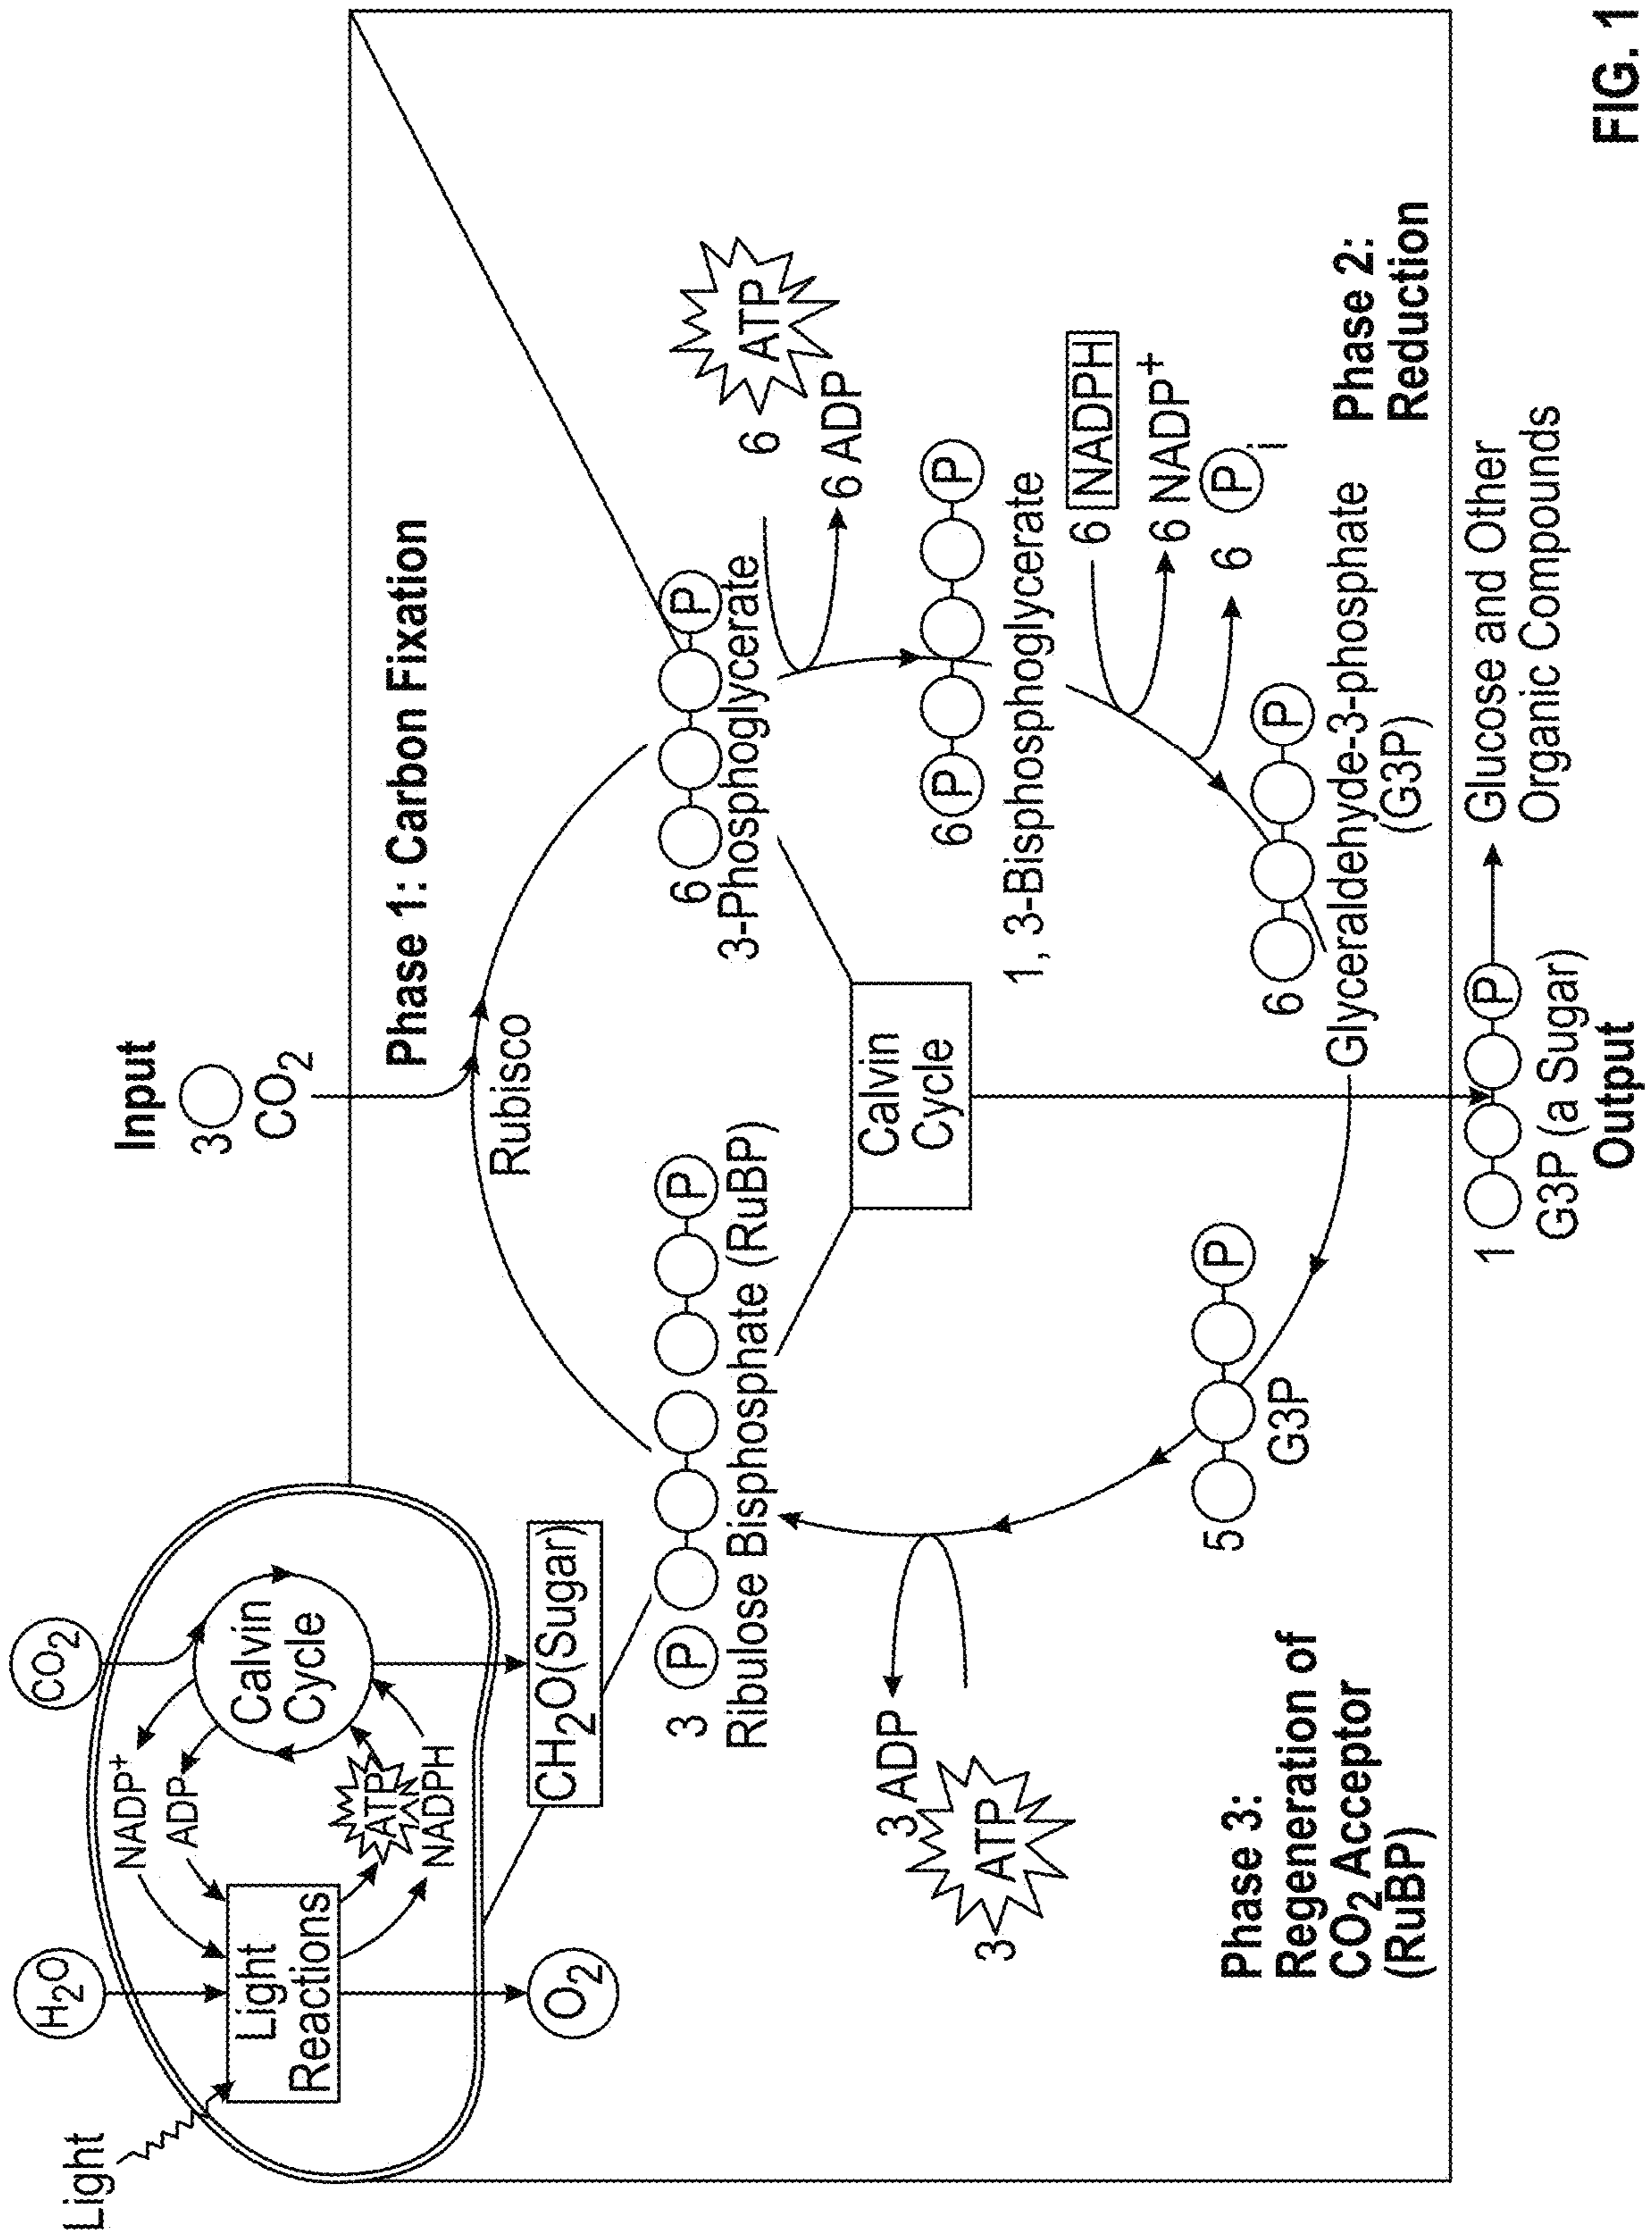 Light
H₂O
CO₂
NADP⁺
ADP
Light
Reactions
Calvin
Cycle
ATP
NADPH
O₂
CH₂O(Sugar)
Input
3
CO₂
Phase 1: Carbon Fixation
Rubisco
3 P P
Ribulose Bisphosphate (RuBP)
6 P
3-Phosphoglycerate
6 ATP
6 ADP
Calvin
Cycle
6 P P
1, 3-Bisphosphoglycerate
6 NADPH
6 NADP⁺
6 P i
3 ADP
3 ATP
5 P
G3P
6 P
Glyceraldehyde-3-phosphate
(G3P)
Phase 2:
Reduction
Phase 3:
Regeneration of
CO₂ Acceptor
(RuBP)
1 P
G3P (a Sugar)
Output
Glucose and Other
Organic Compounds
FIG. 1